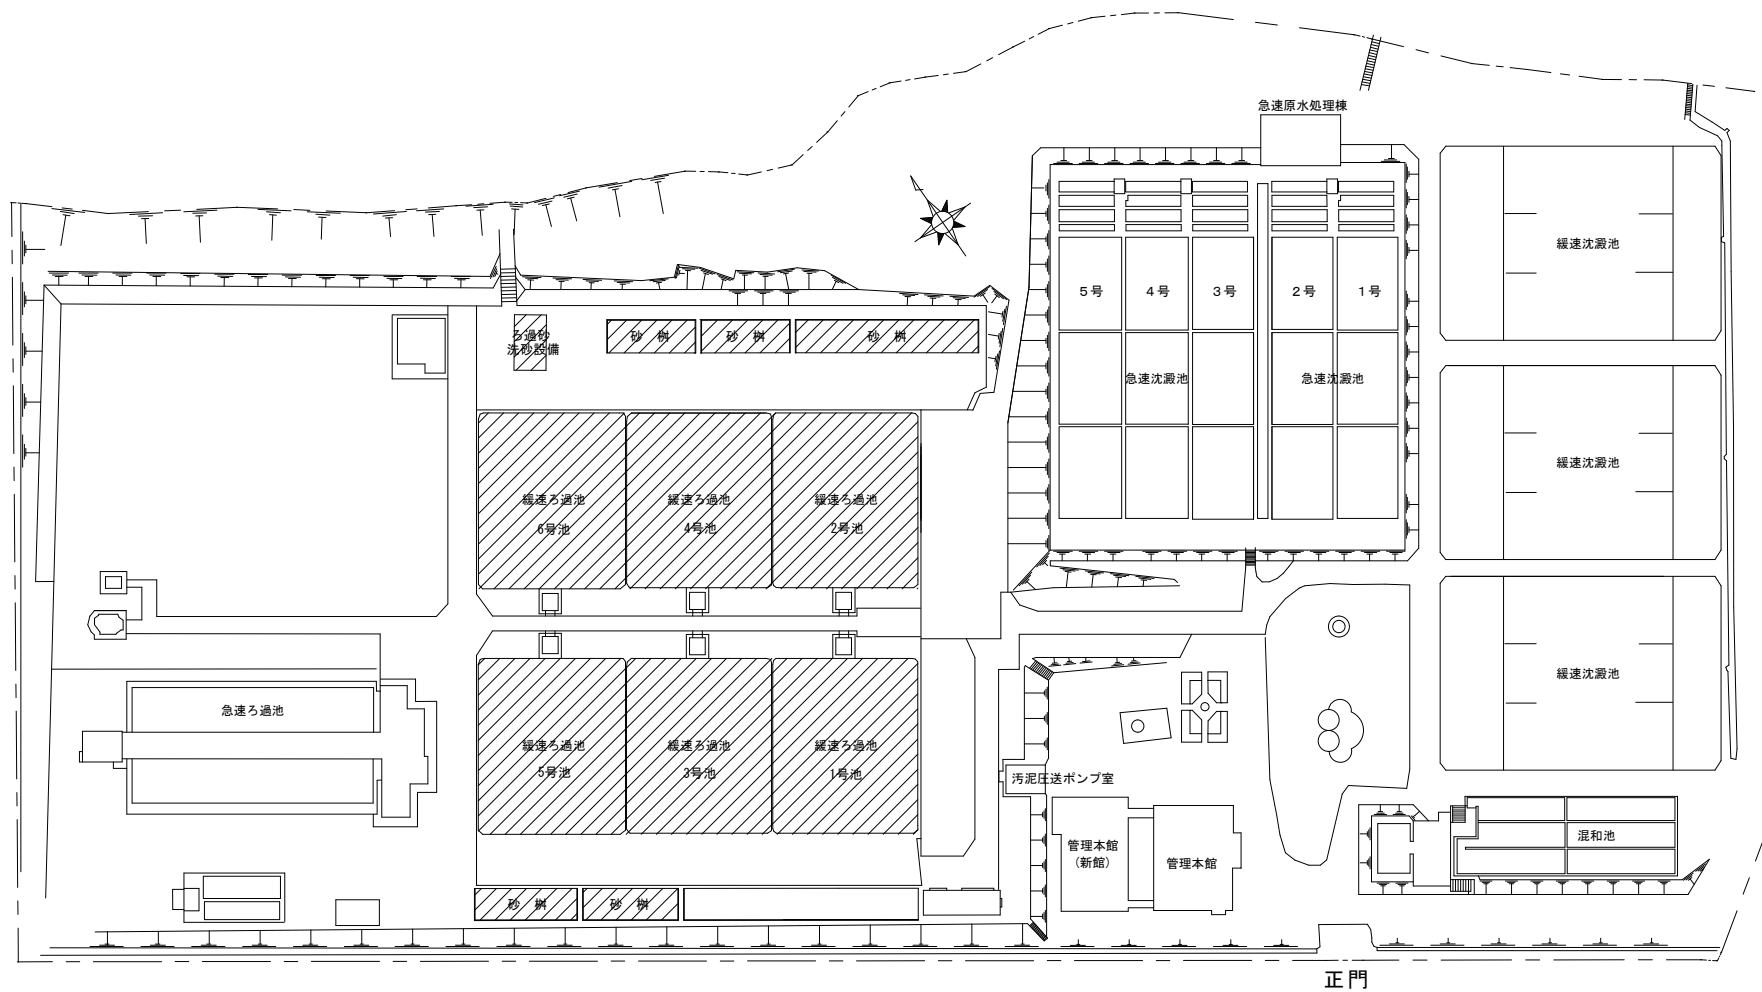 急速原水処理棟
緩速沈澱池
5号
4号
3号
2号
1号
ろ過砂
洗砂設備
砂 桝
砂 桝
砂 桝
急速沈澱池
急速沈澱池
緩速沈澱池
緩速ろ過池
6号池
緩速ろ過池
4号池
緩速ろ過池
2号池
緩速沈澱池
急速ろ過池
緩速ろ過池
5号池
緩速ろ過池
3号池
緩速ろ過池
1号池
汚泥圧送ポンプ室
管理本館
(新館)
管理本館
混和池
砂 桝
砂 桝
正門